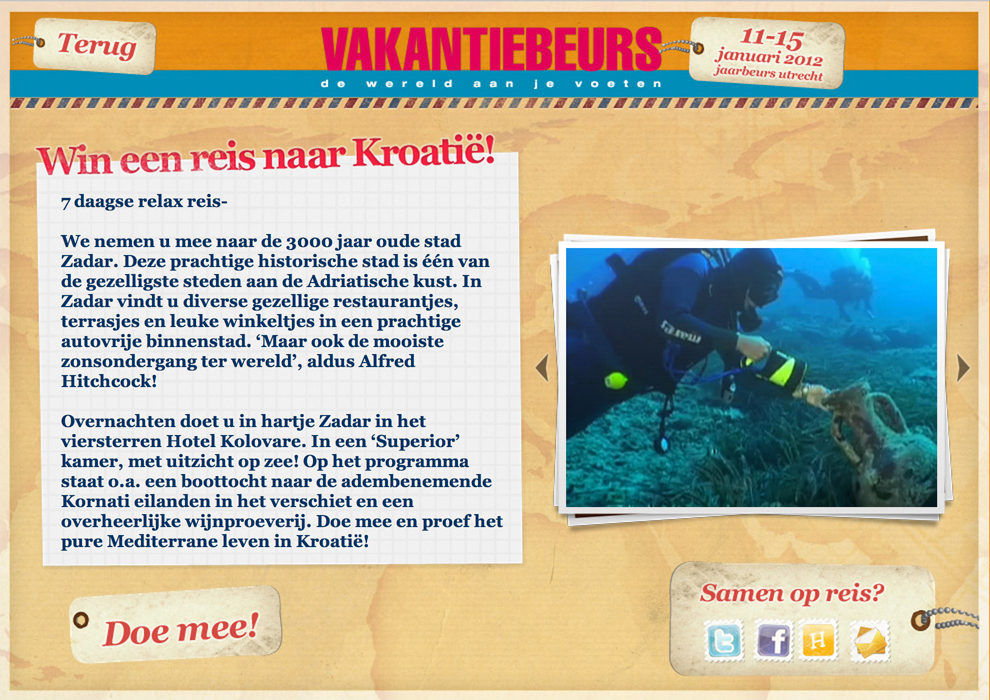 Terug
VAKANTIEBEURS
de wereld aan je voeten
11-15
januari 2012
jaarbeurs utrecht
Win een reis naar Kroatië!
7 daagse relax reis-
We nemen u mee naar de 3000 jaar oude stad
Zadar. Deze prachtige historische stad is één van
de gezelligste steden aan de Adriatische kust. In
Zadar vindt u diverse gezellige restaurantjes,
terrasjes en leuke winkeltjes in een prachtige
autovrije binnenstad. ‘Maar ook de mooiste
zonsondergang ter wereld’, aldus Alfred
Hitchcock!
Overnachten doet u in hartje Zadar in het
viersterren Hotel Kolovare. In een ‘Superior’
kamer, met uitzicht op zee! Op het programma
staat o.a. een boottocht naar de adembenemende
Kornati eilanden in het verschiet en een
overheerlijke wijnproeverij. Doe mee en proef het
pure Mediterrane leven in Kroatië!
Doe mee!
Samen op reis?
t f H